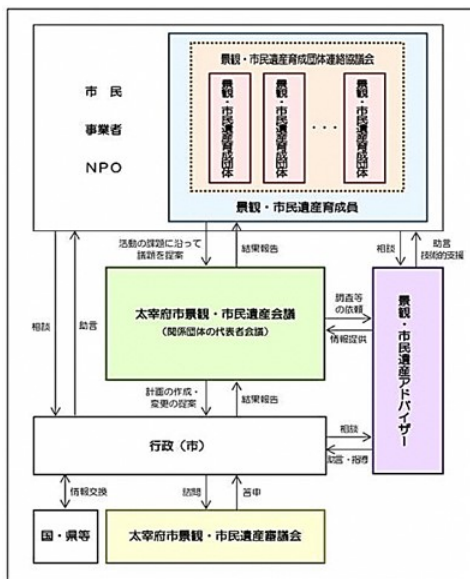 市民
事業者
NPO
景観・市民遺産育成団体連絡協議会
景観・市民遺産育成団体
景観・市民遺産育成団体
・・・
景観・市民遺産育成団体
景観・市民遺産育成員
活動の課題に沿って
議題を提案
結果報告
相談
助言
技術的支援
太宰府市景観・市民遺産会議
(関係団体の代表者会議)
調査等
の依頼
情報提供
景観・市民遺産アドバイザー
相談
助言
計画の作成・
変更の提案
結果報告
行政(市)
相談
助言・指導
情報交換
諮問
答申
国・県等
太宰府市景観・市民遺産審議会